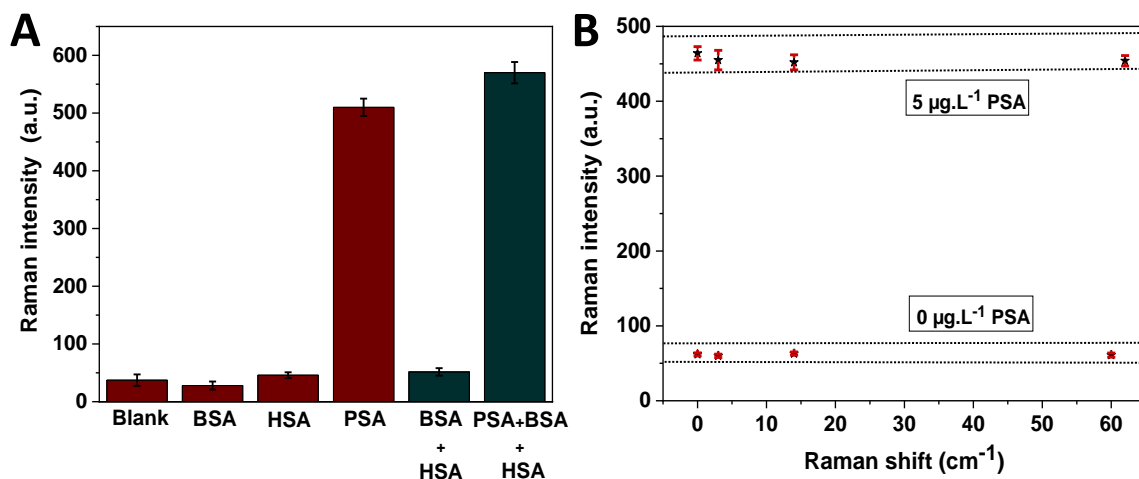 A
Raman intensity (a.u.)
600
500
400
300
200
100
0
Blank BSA HSA PSA BSA PSA+BSA
+ +
HSA HSA
B
Raman intensity (a.u.)
500
400
300
200
100
0
5 µg.L⁻¹ PSA
0 µg.L⁻¹ PSA
0 10 20 30 40 50 60
Raman shift (cm⁻¹)